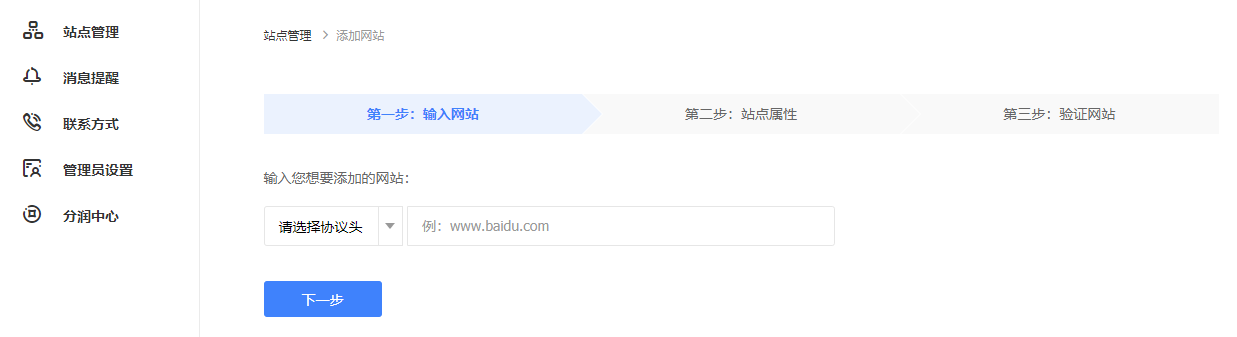 站点管理
消息提醒
联系方式
管理员设置
分润中心
站点管理 > 添加网站
第一步：输入网站 第二步：站点属性 第三步：验证网站
输入您想要添加的网站：
请选择协议头 例：www.baidu.com
下一步